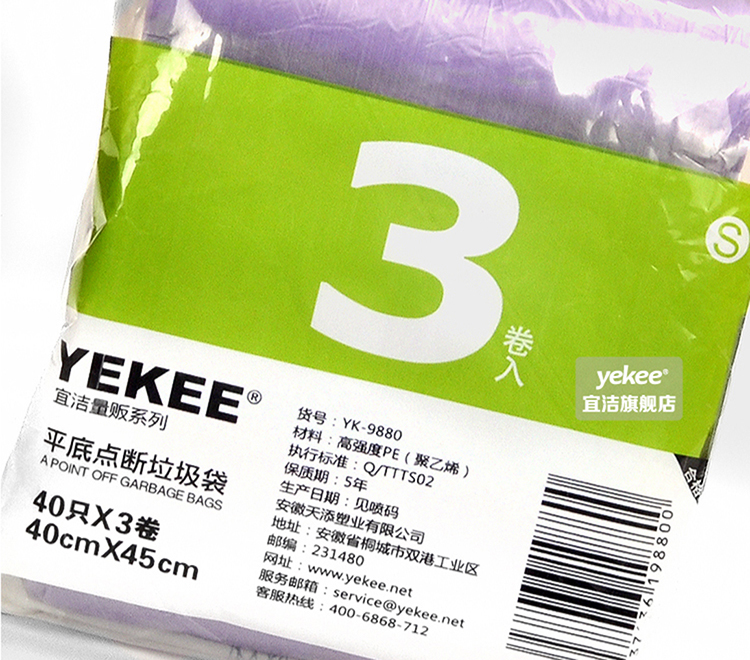 3
卷入
S
yekee®
宜洁旗舰店
YEKEE®
宜洁量贩系列
平底点断垃圾袋
A POINT OFF GARBAGE BAGS
40只X3卷
40cmX45cm
货号：YK-9880
材料：高强度PE（聚乙烯）
执行标准：Q/TTTS02
保质期：5年
生产日期：见喷码
安徽天添塑业有限公司
地址：安徽省桐城市双港工业区
邮编：231480
网址：www.yekee.net
服务邮箱：service@yekee.net
客服热线：400-6868-712